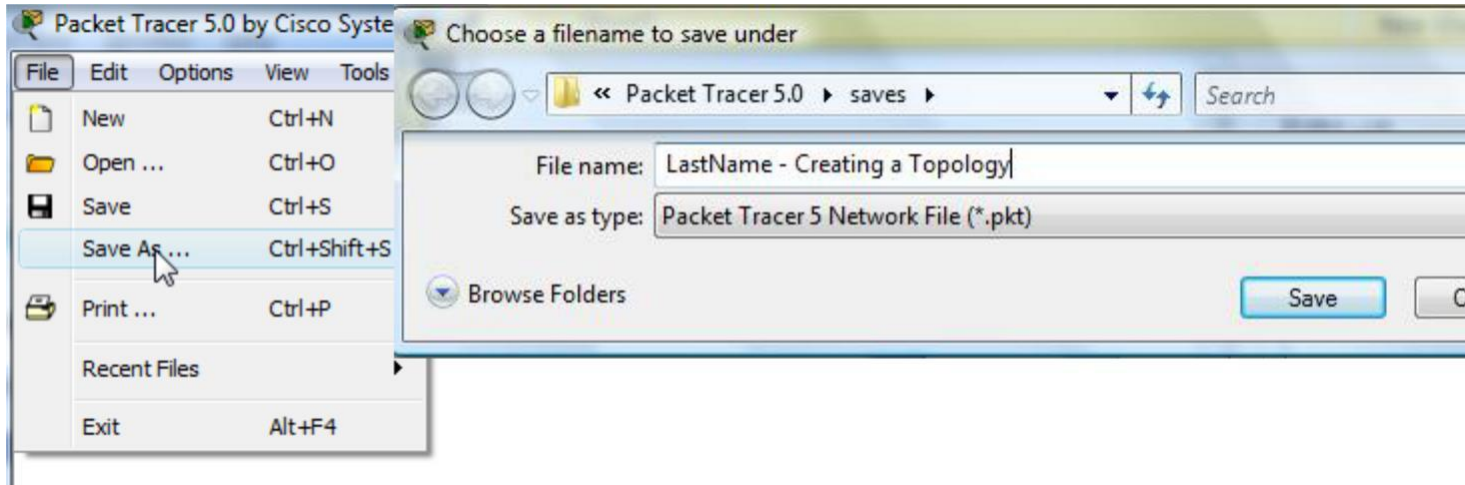 Packet Tracer 5.0 by Cisco Syste
File Edit Options View Tools
New Ctrl+N
Open ... Ctrl+O
Save Ctrl+S
Save As ... Ctrl+Shift+S
Print ... Ctrl+P
Recent Files
Exit Alt+F4
Choose a filename to save under
« Packet Tracer 5.0 saves
Search
File name: LastName - Creating a Topology
Save as type: Packet Tracer 5 Network File (*.pkt)
Browse Folders
Save
C